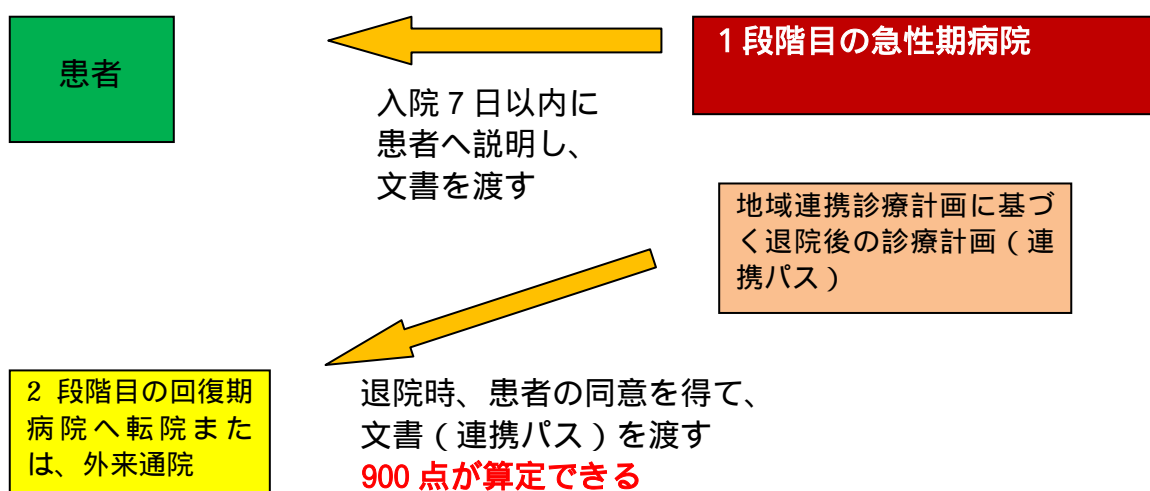 患者
1段階目の急性期病院
入院７日以内に
患者へ説明し、
文書を渡す
地域連携診療計画に基づ
く退院後の診療計画（連
携パス）
2 段階目の回復期
病院へ転院また
は、外来通院
退院時、患者の同意を得て、
文書（連携パス）を渡す
900 点が算定できる